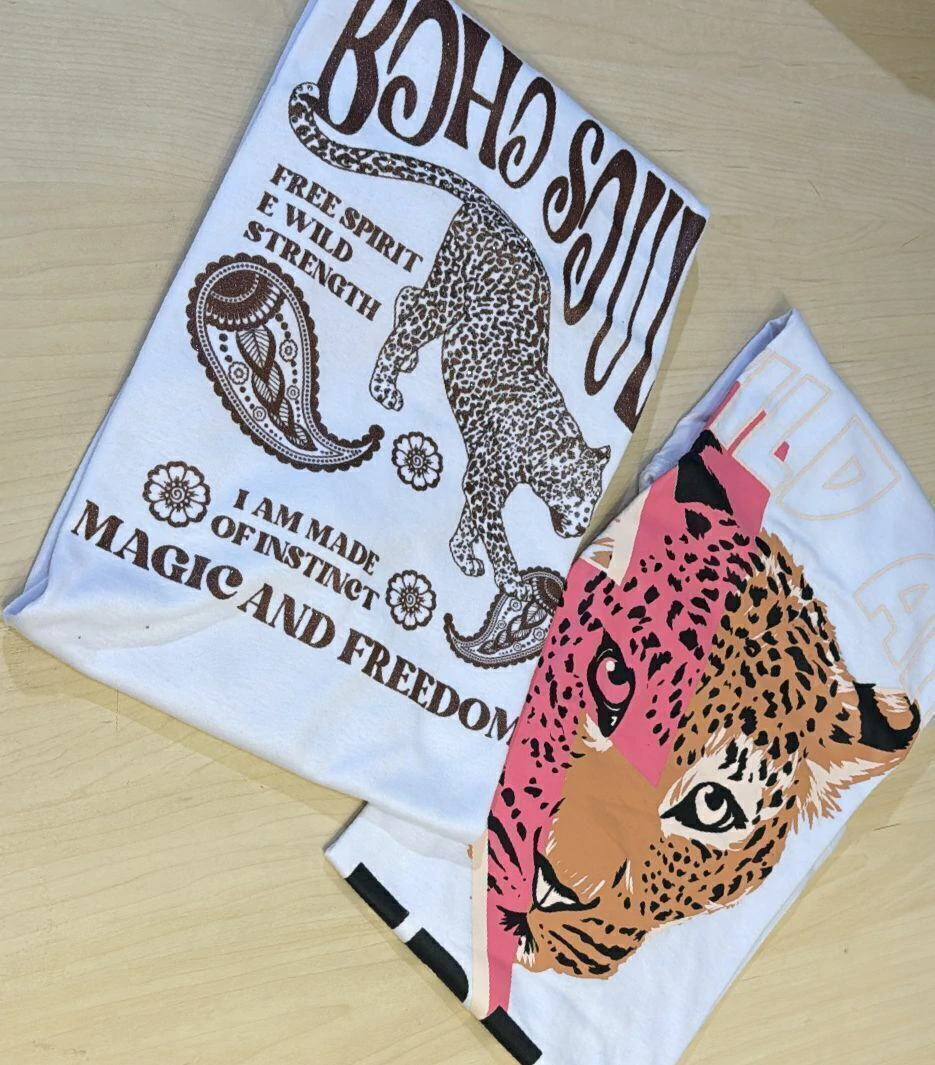 BOHO SOUL
FREE SPIRIT
E WILD
STRENGTH
I AM MADE
OF INSTINCT
MAGIC AND FREEDOM